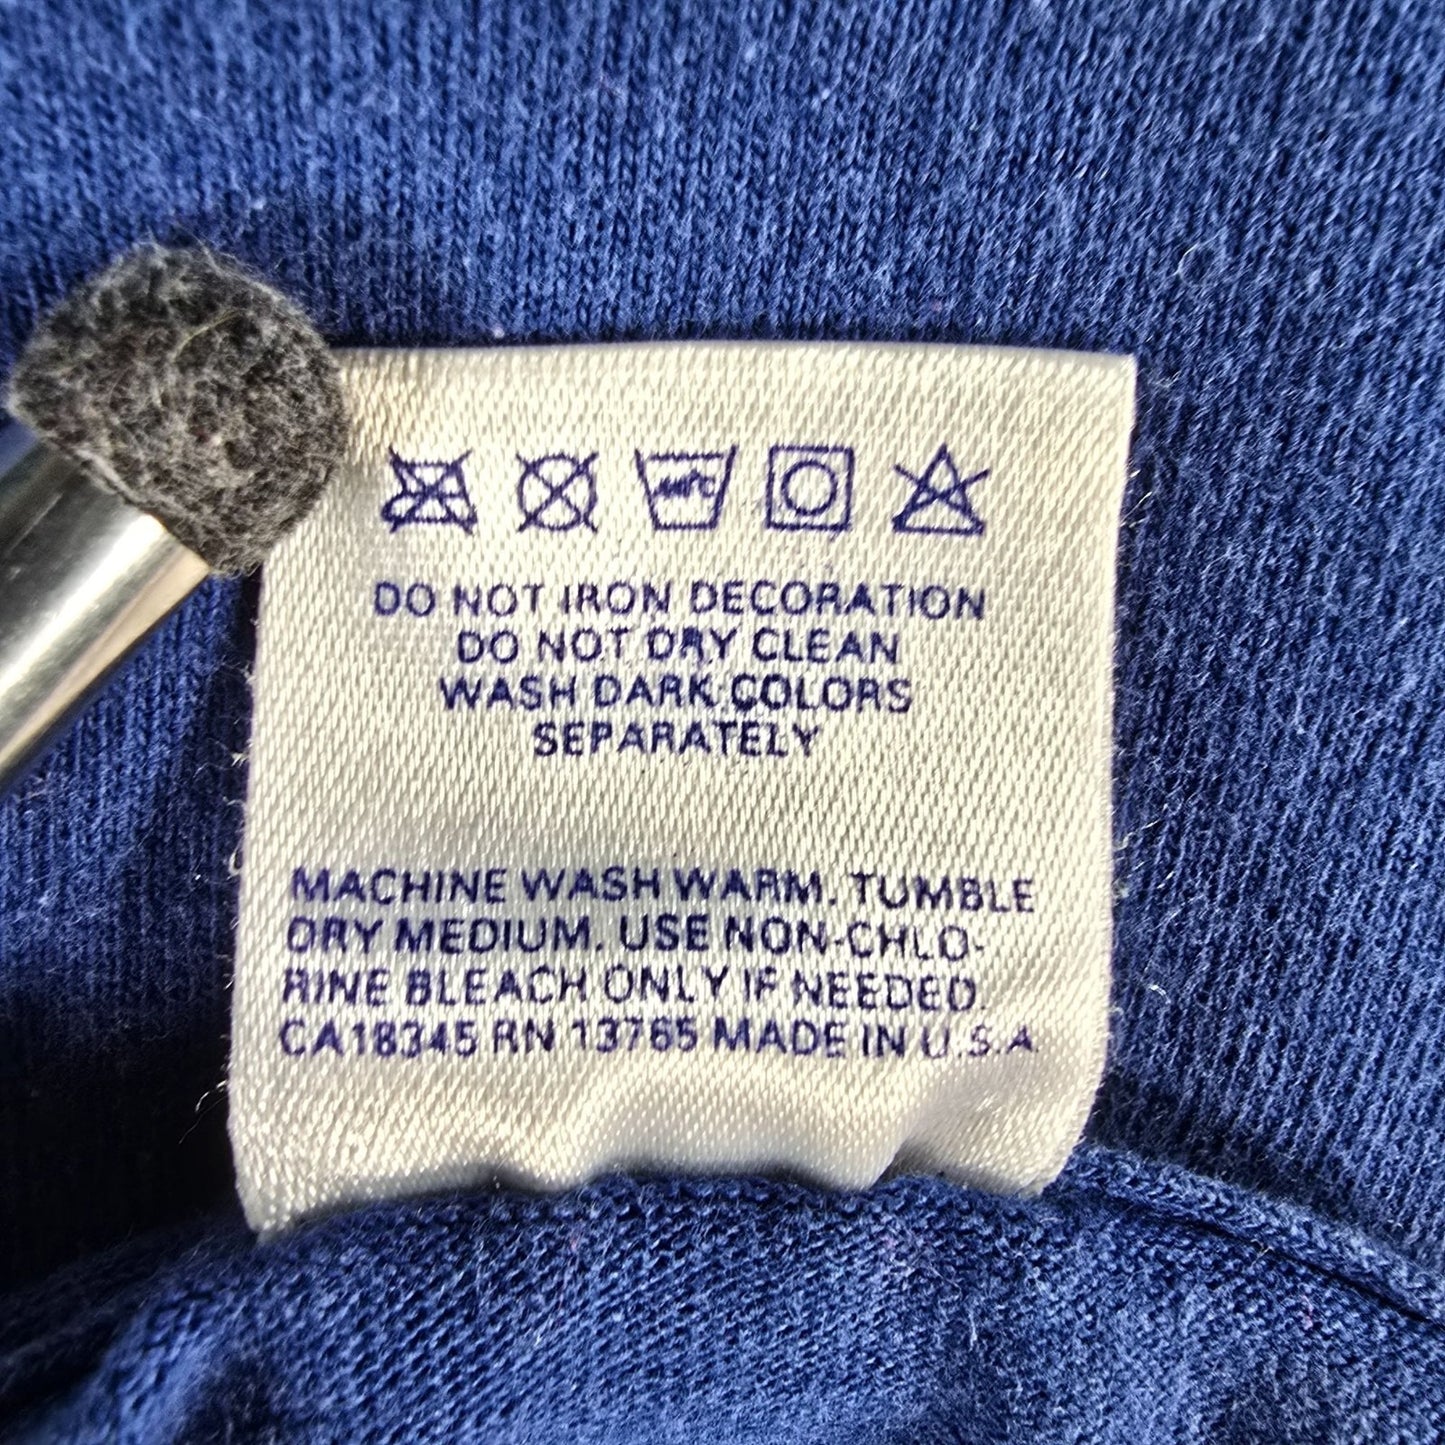 DO NOT IRON DECORATION
DO NOT DRY CLEAN
WASH DARK COLORS
SEPARATELY
MACHINE WASH WARM. TUMBLE
DRY MEDIUM. USE NON-CHLO-
RINE BLEACH ONLY IF NEEDED.
CA18345 RN 13765 MADE IN U.S.A.